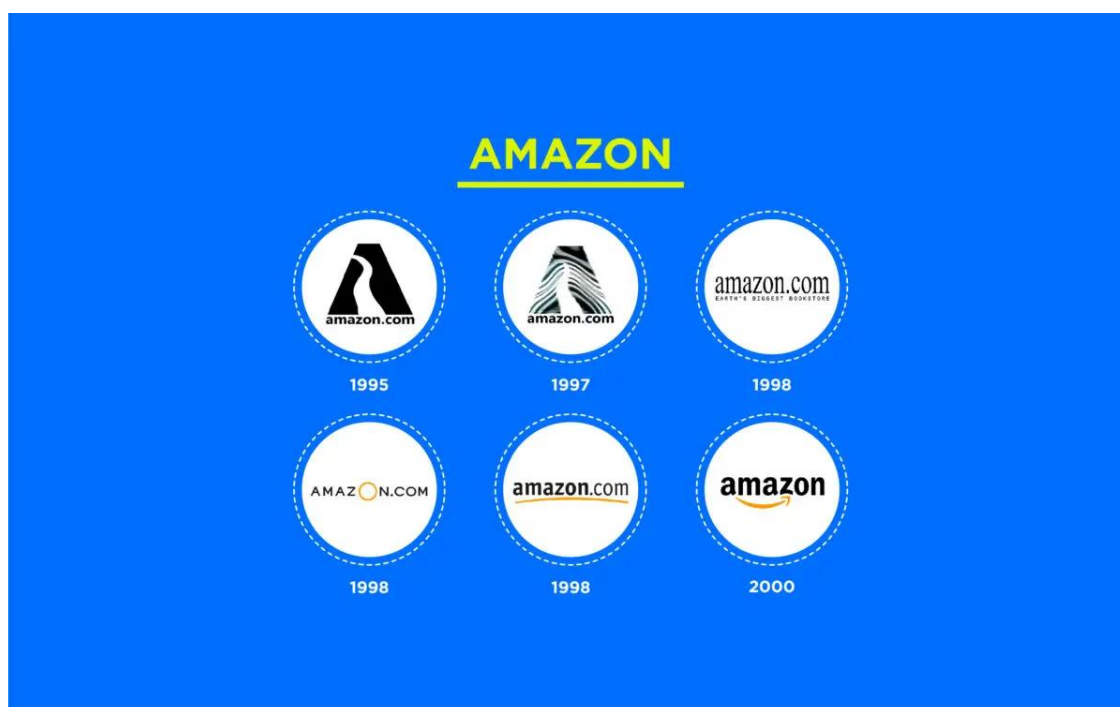 AMAZON
amazon.com
amazon.com
amazon.com
EARTH'S BIGGEST BOOKSTORE
1995
1997
1998
AMAZON.COM
amazon.com
amazon
1998
1998
2000